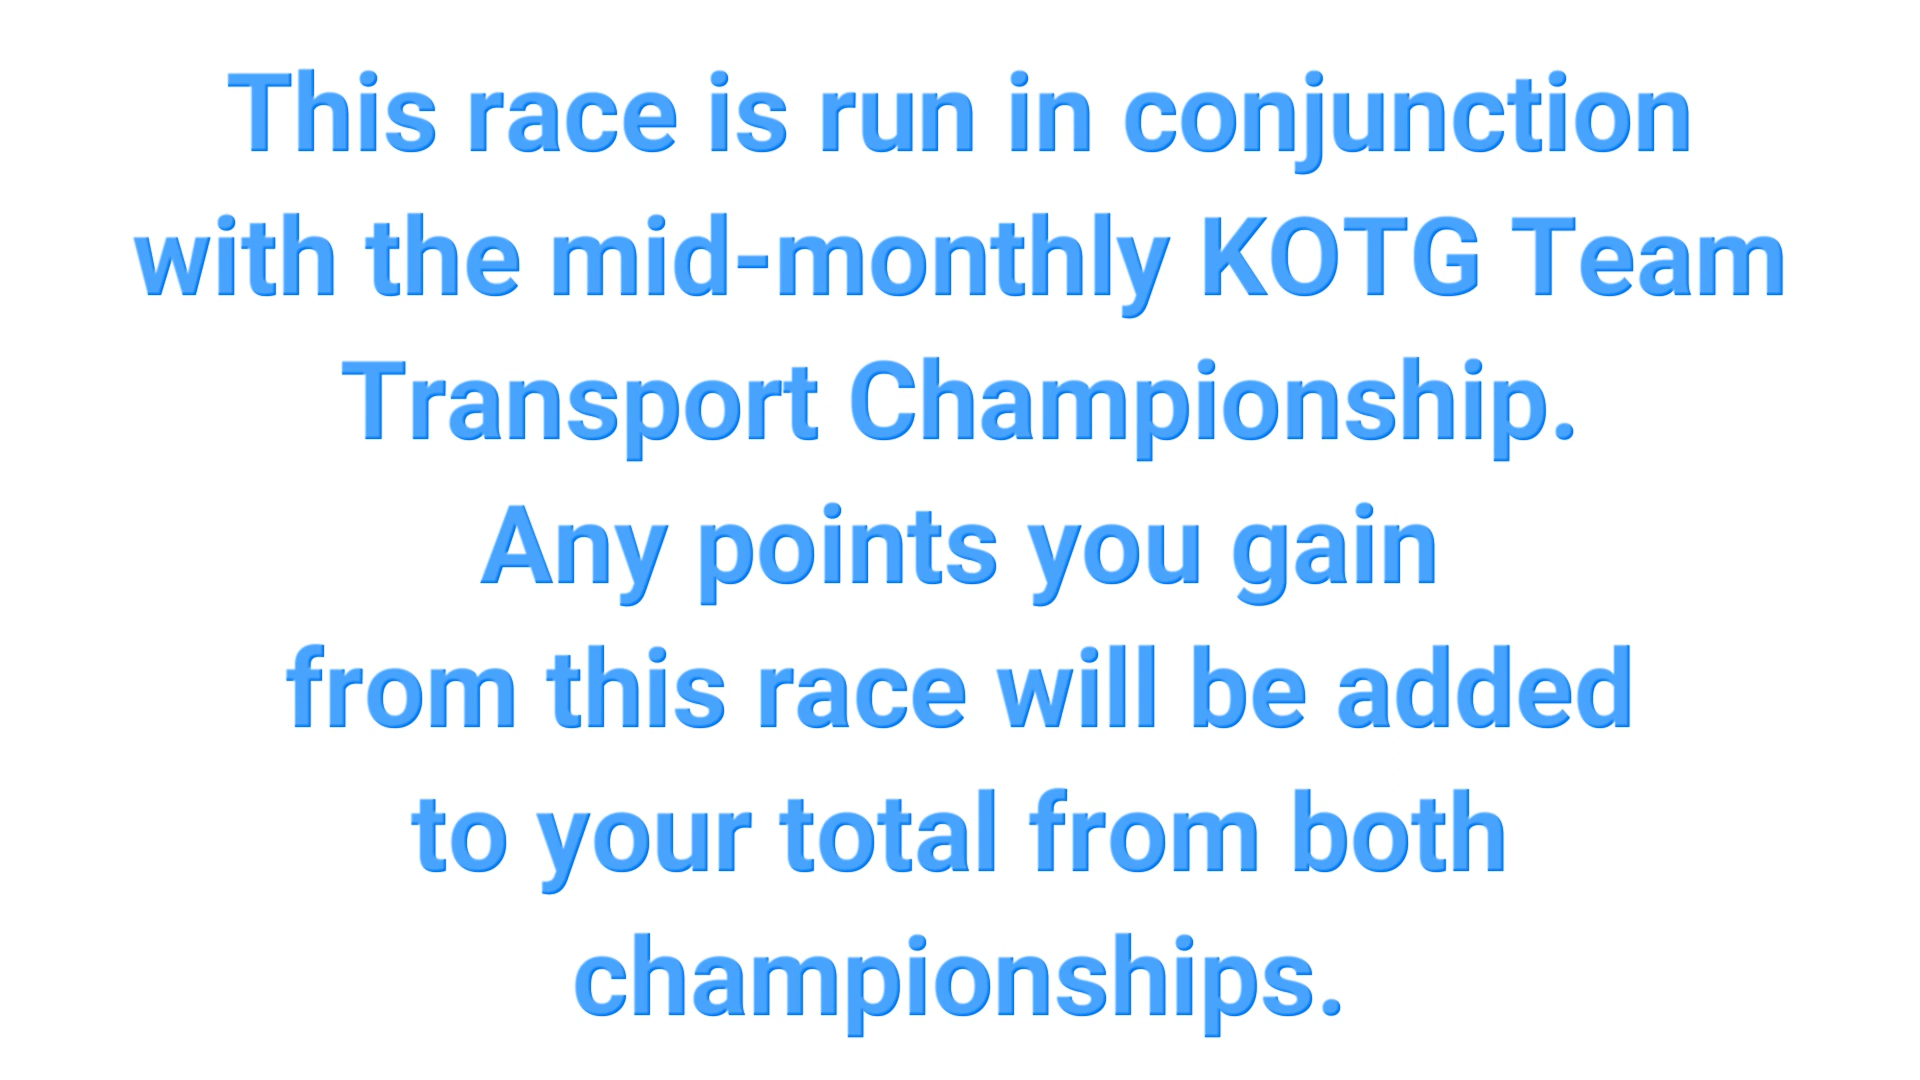 This race is run in conjunction
with the mid-monthly KOTG Team
Transport Championship.
Any points you gain
from this race will be added
to your total from both
championships.